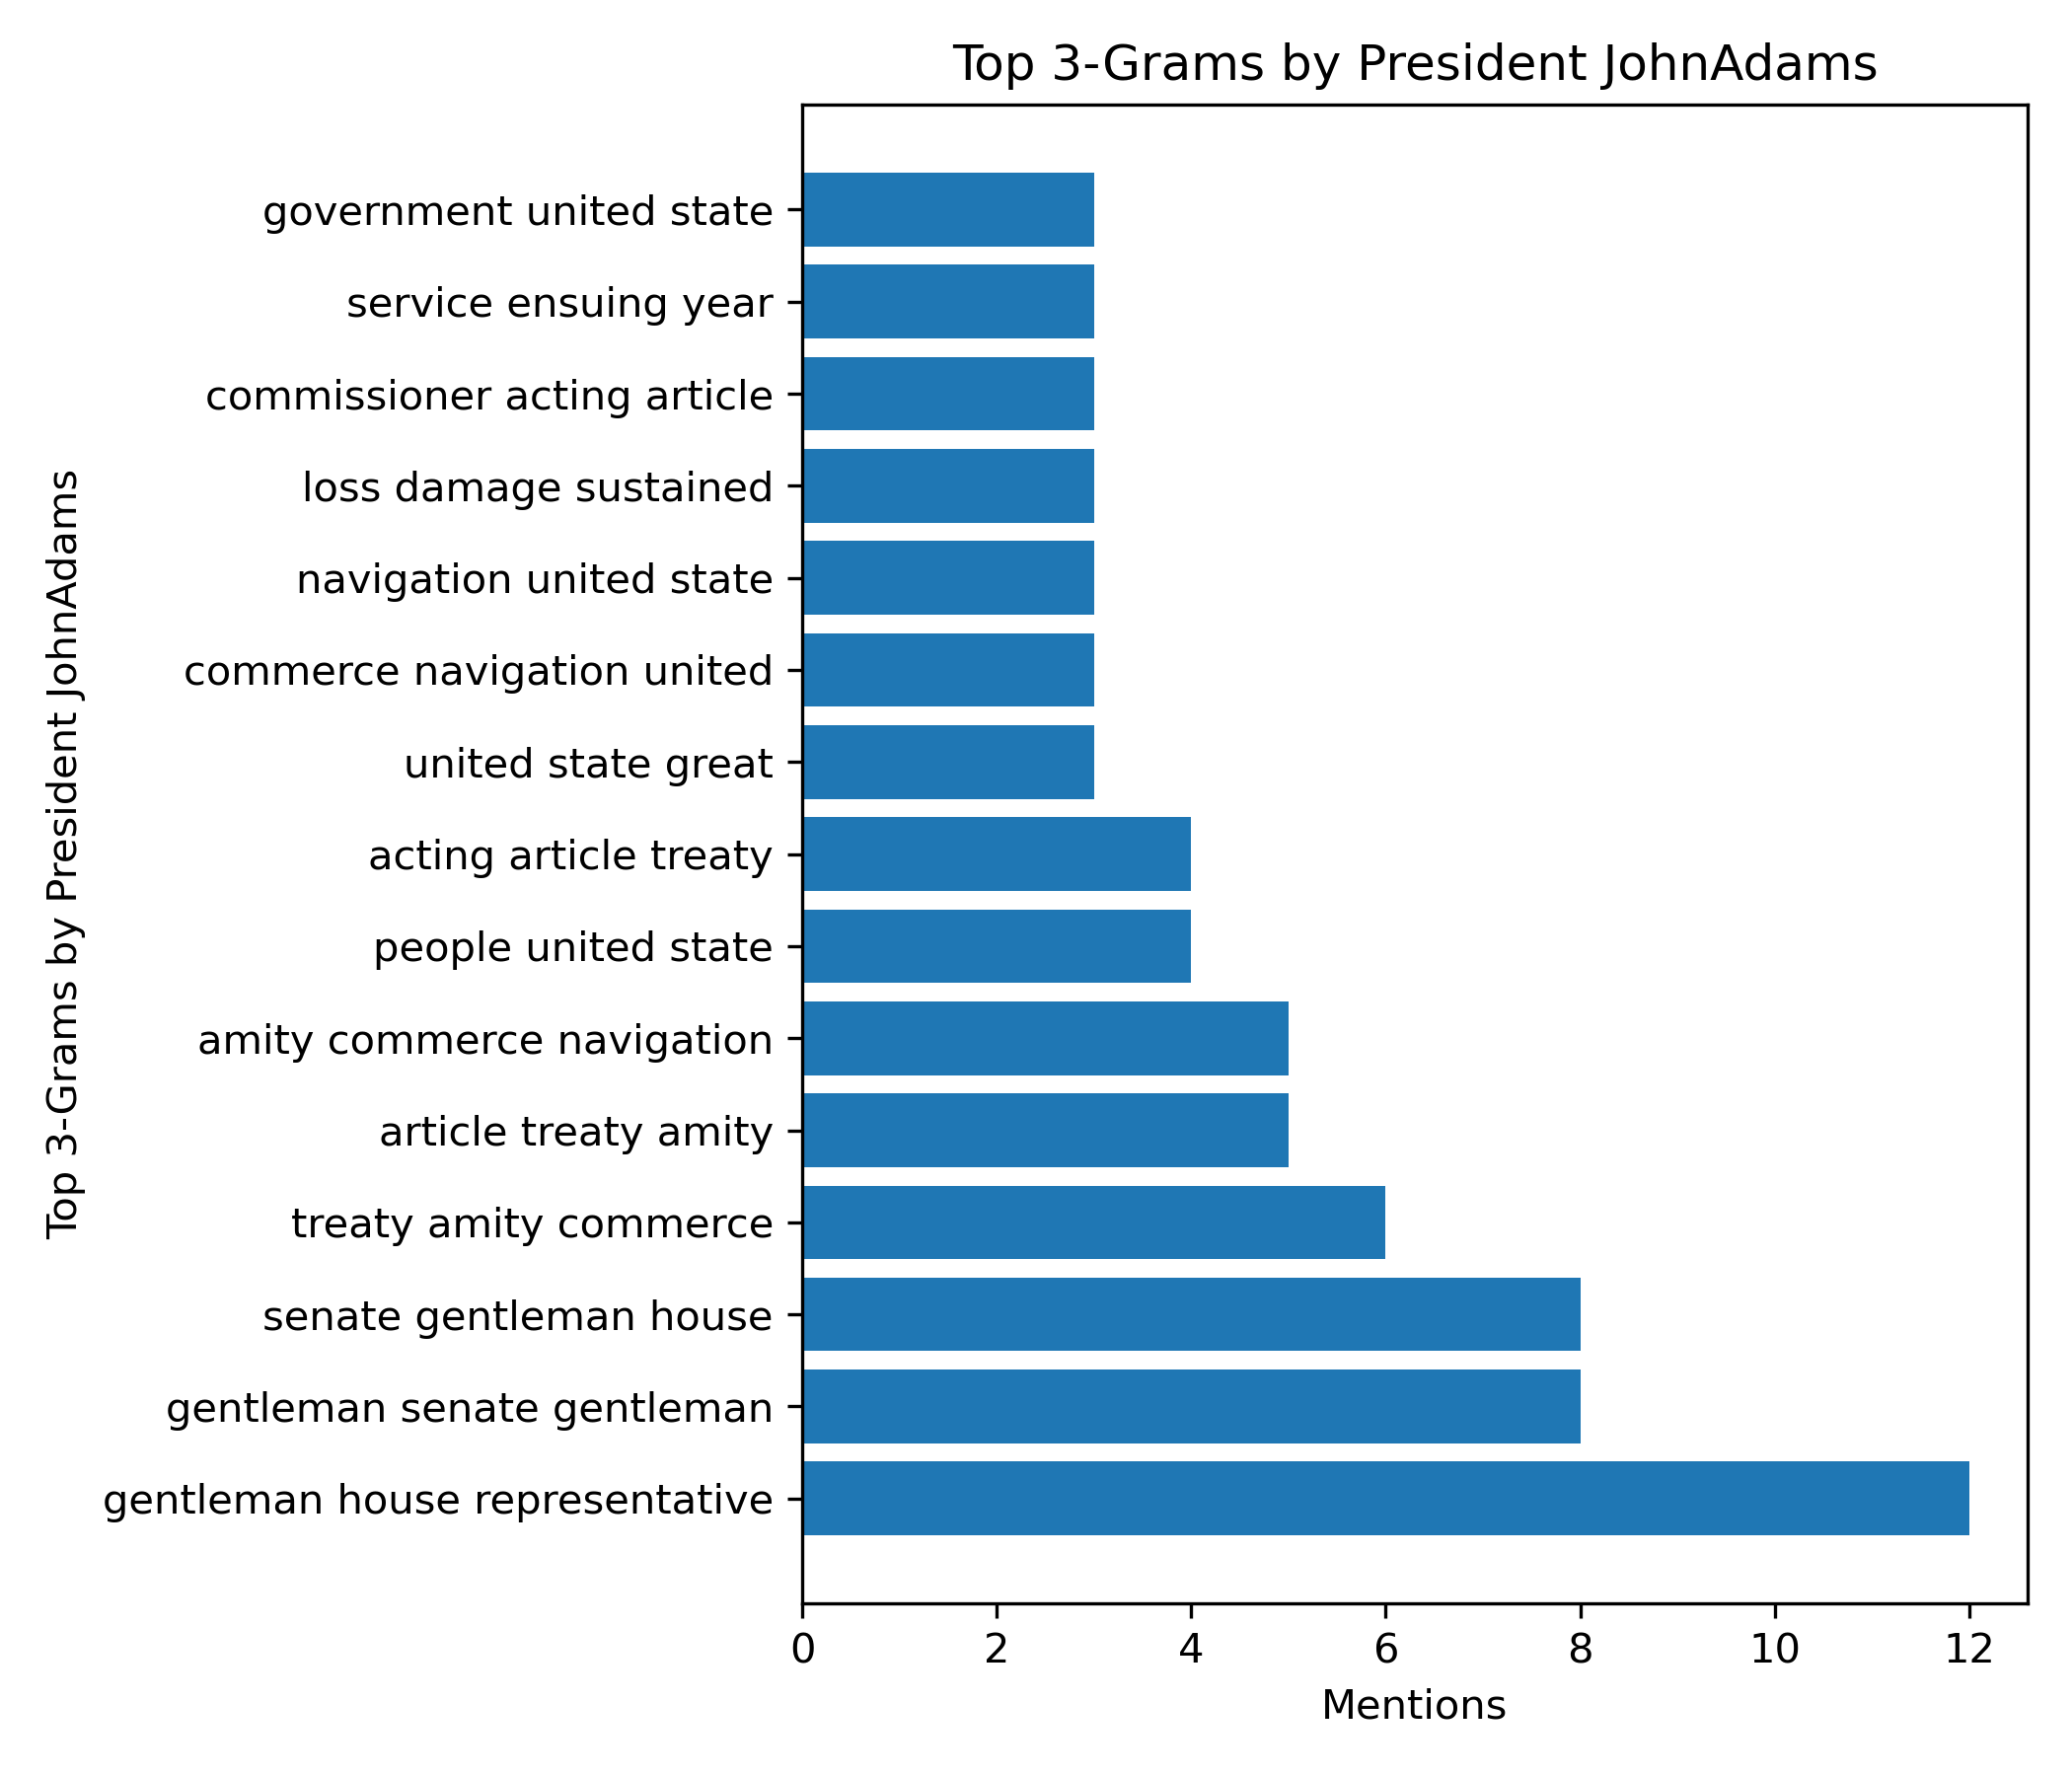 Top 3-Grams by President JohnAdams
Top 3-Grams by President JohnAdams
government united state
service ensuing year
commissioner acting article
loss damage sustained
navigation united state
commerce navigation united
united state great
acting article treaty
people united state
amity commerce navigation
article treaty amity
treaty amity commerce
senate gentleman house
gentleman senate gentleman
gentleman house representative
0 2 4 6 8 10 12
Mentions